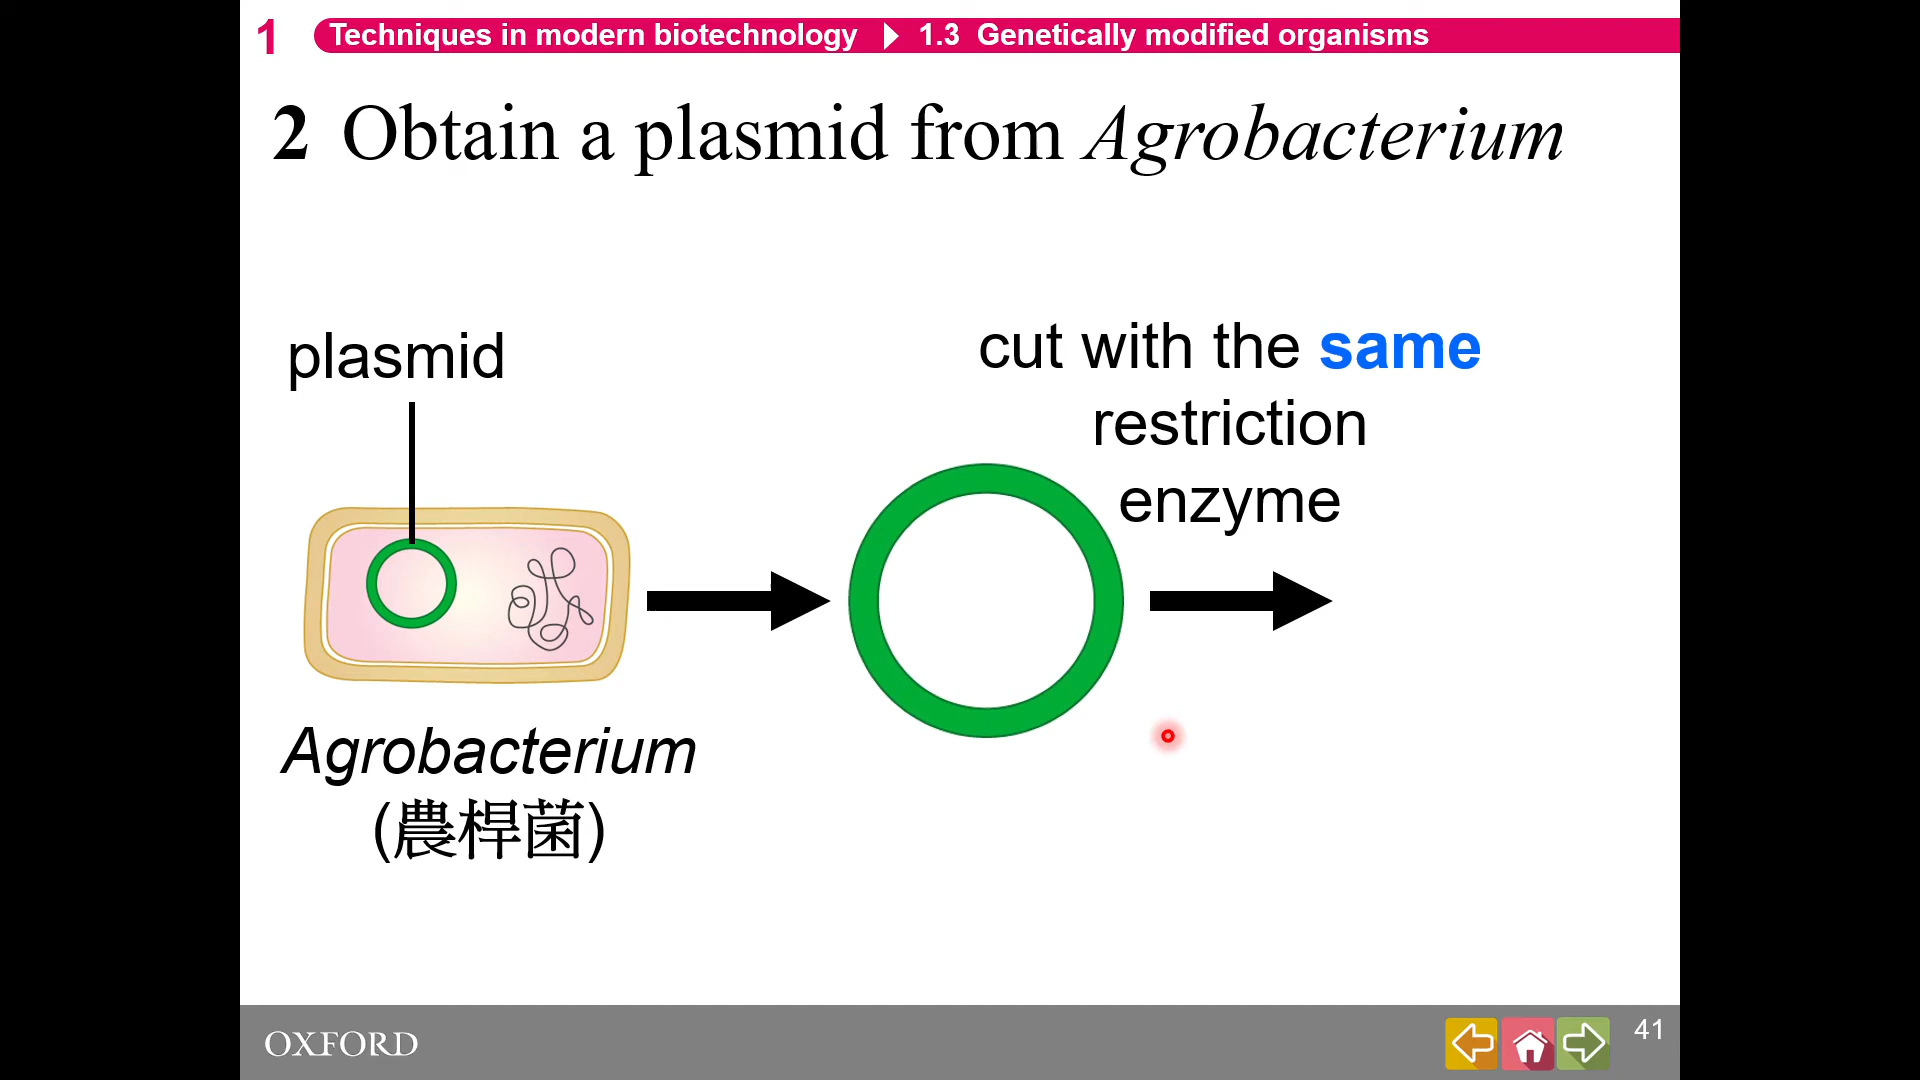 1 Techniques in modern biotechnology 1.3 Genetically modified organisms
2 Obtain a plasmid from Agrobacterium
plasmid
cut with the same
restriction
enzyme
Agrobacterium
(農桿菌)
OXFORD
41